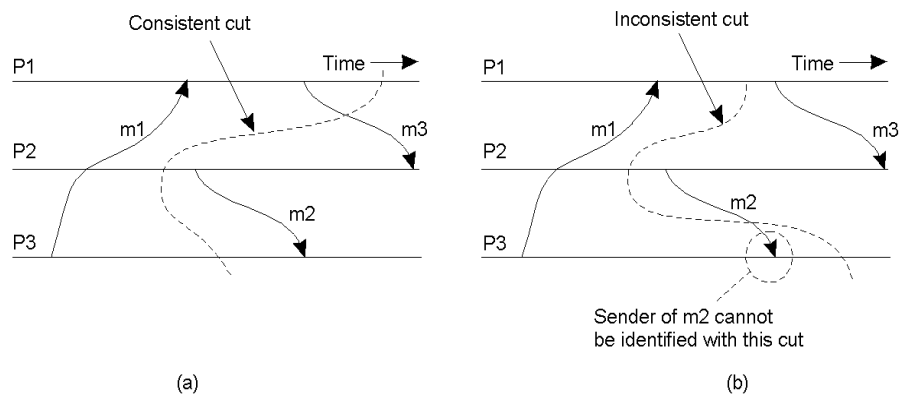 Consistent cut
Time
P1
m1
m3
P2
m2
P3
(a)
Inconsistent cut
Time
P1
m1
m3
P2
m2
P3
Sender of m2 cannot
be identified with this cut
(b)